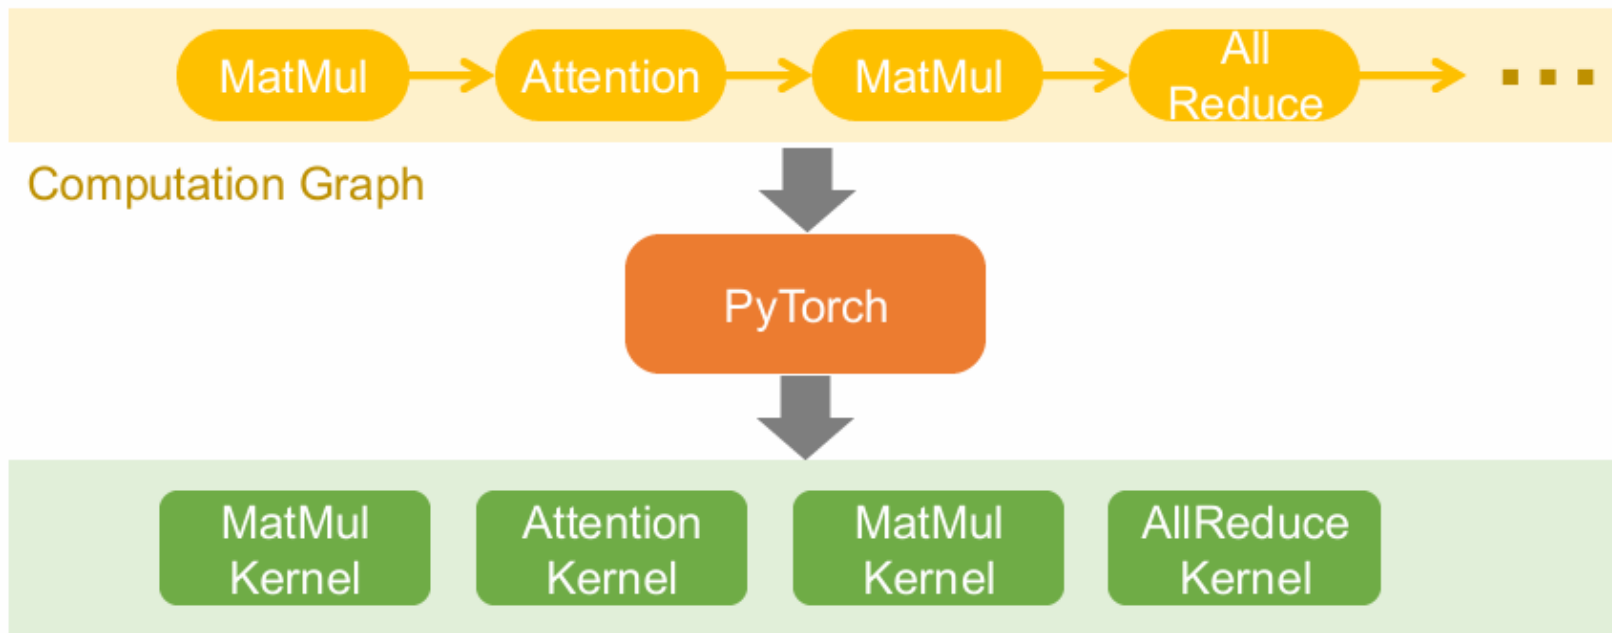 MatMul
Attention
MatMul
All
Reduce
Computation Graph
PyTorch
MatMul
Kernel
Attention
Kernel
MatMul
Kernel
AllReduce
Kernel